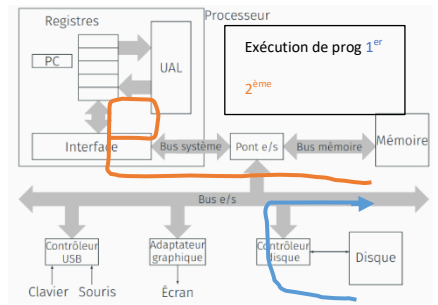 Processeur
Registres
PC
UAL
Exécution de prog 1er
2ème
Interface
Bus système
Pont e/s
Bus mémoire
Mémoire
Bus e/s
Contrôleur
USB
Adaptateur
graphique
Contrôleur
disque
Disque
Clavier
Souris
Écran